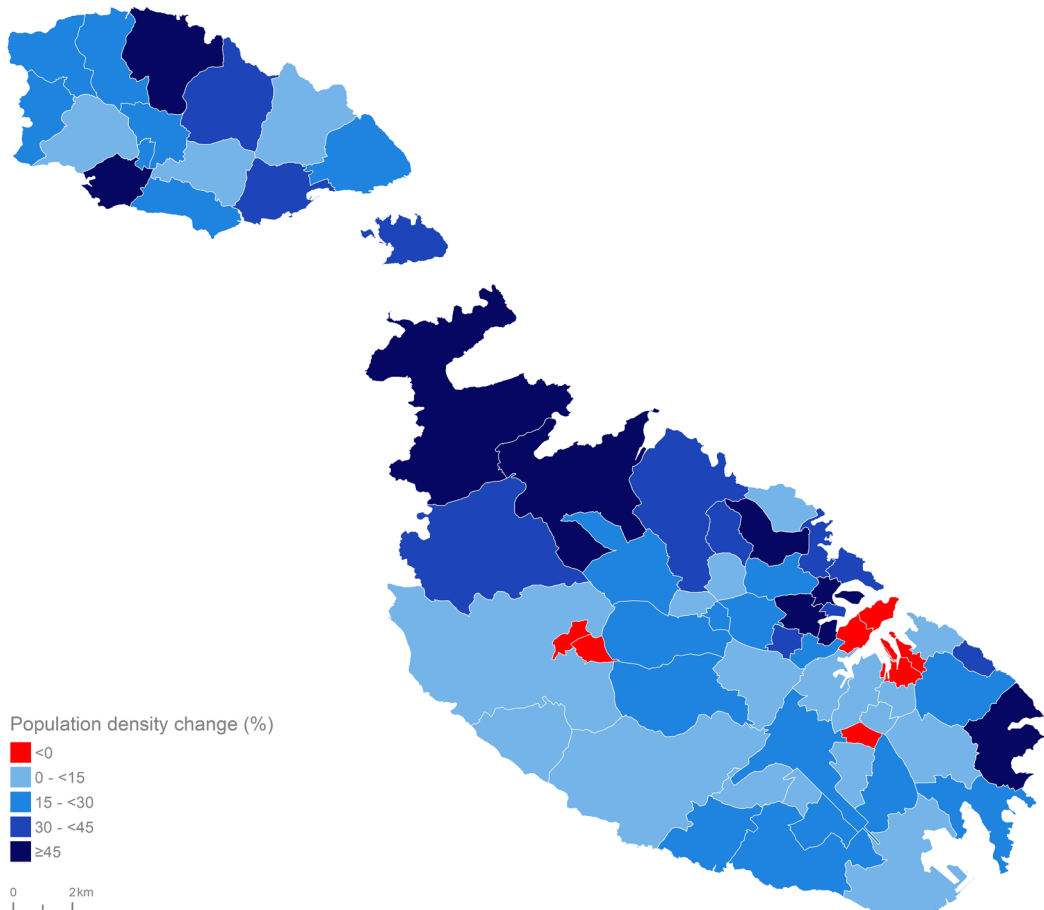 Population density change (%)
<0
0 - <15
15 - <30
30 - <45
≥45
0 2km